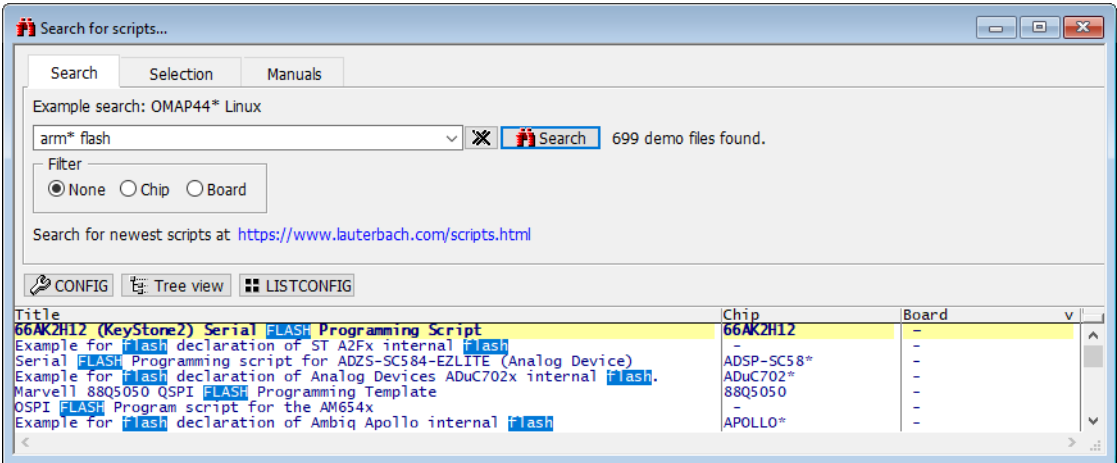 Search for scripts...
Search Selection Manuals
Example search: OMAP44* Linux
arm* flash Search 699 demo files found.
Filter
None Chip Board
Search for newest scripts at https://www.lauterbach.com/scripts.html
CONFIG Tree view LISTCONFIG
Title Chip Board v
66AK2H12 (KeyStone2) Serial FLASH Programming Script 66AK2H12 -
Example for flash declaration of ST A2Fx internal flash - -
Serial FLASH Programming script for ADZS-SC584-EZLITE (Analog Device) ADSP-SC58* -
Example for flash declaration of Analog Devices ADuC702x internal flash. ADuC702* -
Marvell 88Q5050 QSPI FLASH Programming Template 88Q5050 -
OSPI FLASH Program script for the AM654x - -
Example for flash declaration of Ambiq Apollo internal flash APOLLO* -